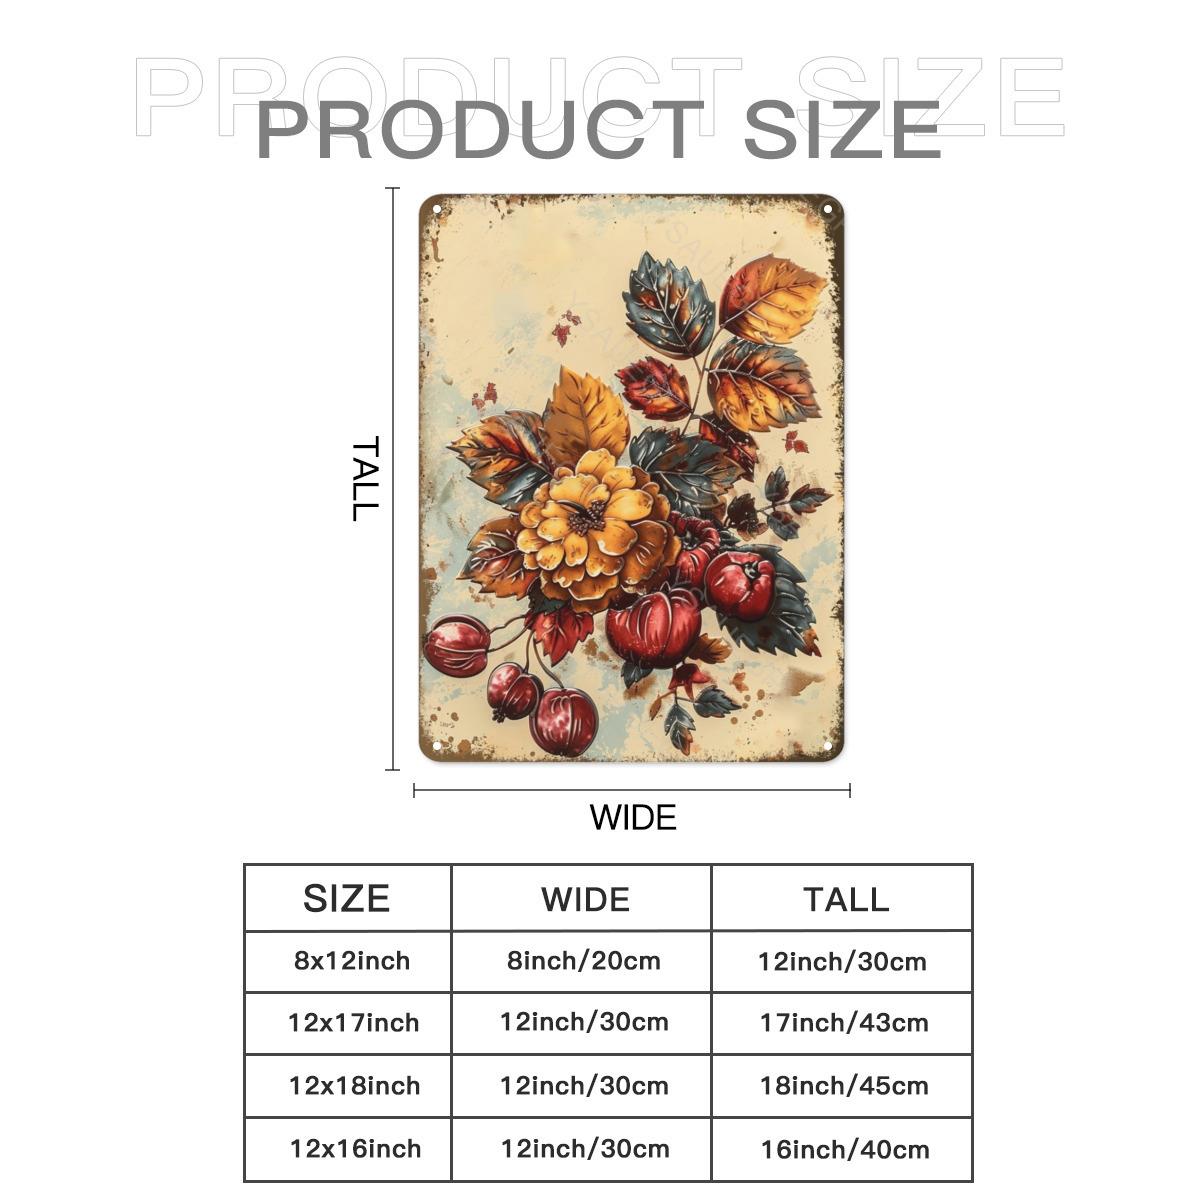 PRODUCT SIZE
PRODUCT SIZE
TALL
WIDE
SIZE WIDE TALL
8x12inch 8inch/20cm 12inch/30cm
12x17inch 12inch/30cm 17inch/43cm
12x18inch 12inch/30cm 18inch/45cm
12x16inch 12inch/30cm 16inch/40cm